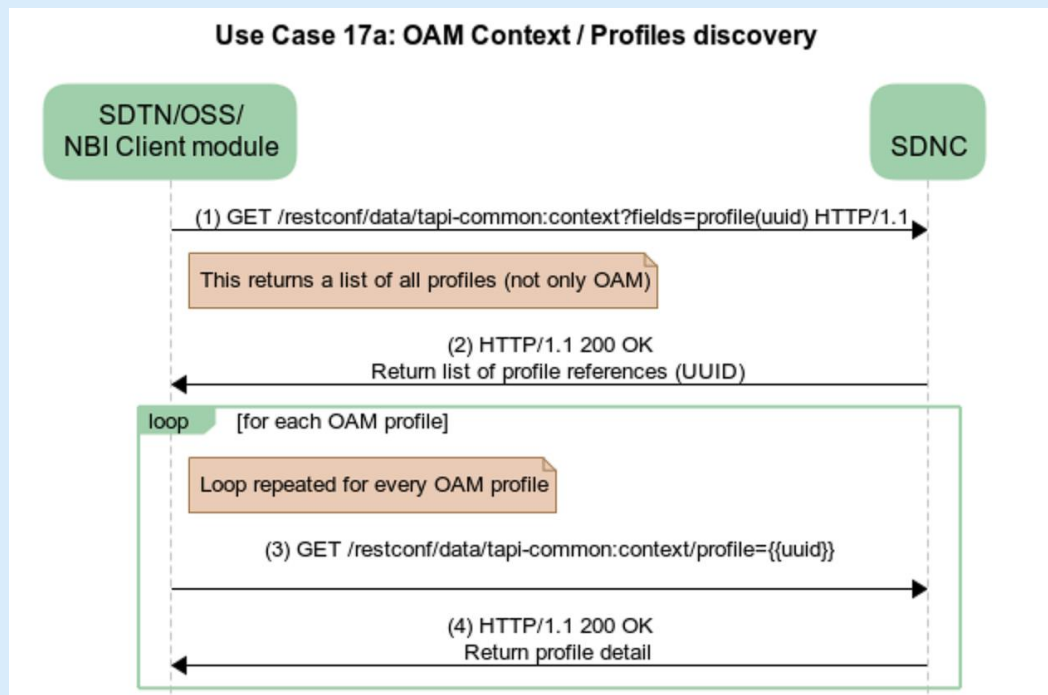 Use Case 17a: OAM Context / Profiles discovery
SDTN/OSS/
NBI Client module
SDNC
(1) GET /restconf/data/tapi-common:context?fields=profile(uuid) HTTP/1.1
This returns a list of all profiles (not only OAM)
(2) HTTP/1.1 200 OK
Return list of profile references (UUID)
loop [for each OAM profile]
Loop repeated for every OAM profile
(3) GET /restconf/data/tapi-common:context/profile={{uuid}}
(4) HTTP/1.1 200 OK
Return profile detail